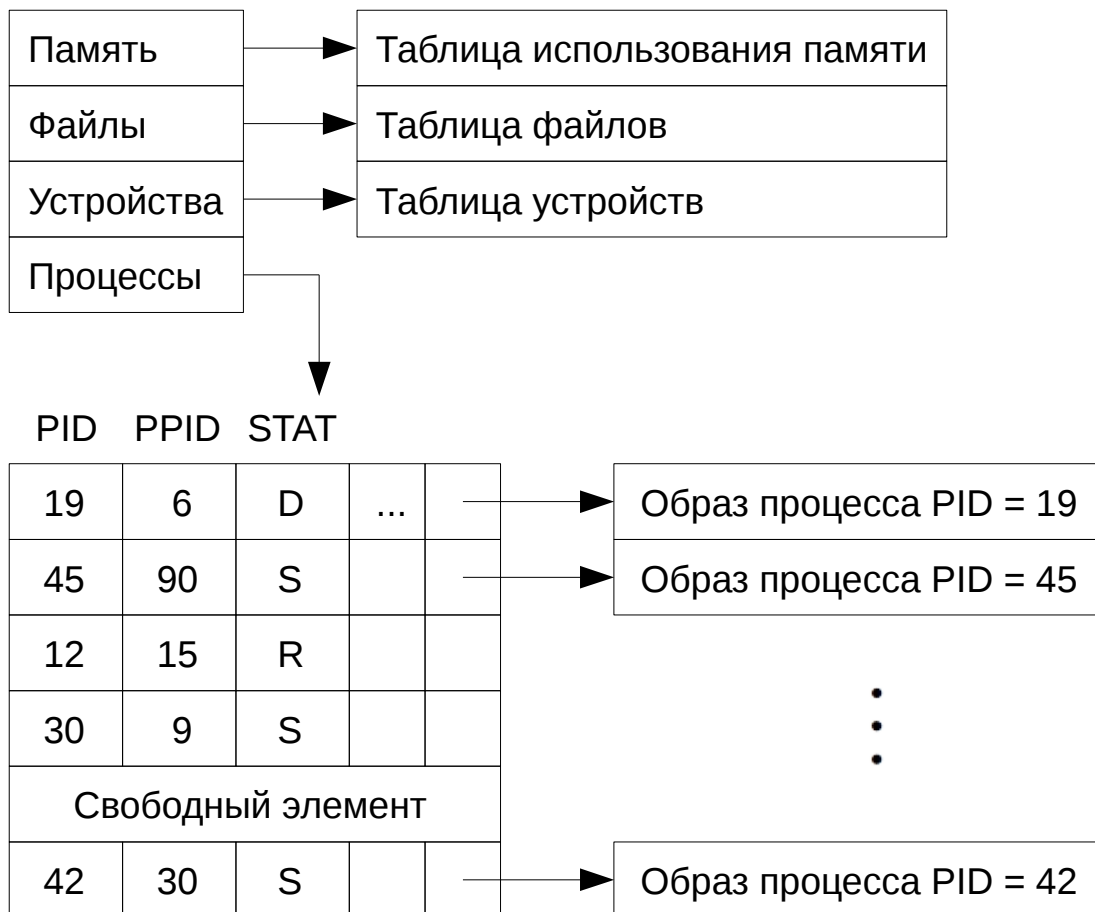 Память
Таблица использования памяти
Файлы
Таблица файлов
Устройства
Таблица устройств
Процессы
PID PPID STAT
19 6 D ... Образ процесса PID = 19
45 90 S Образ процесса PID = 45
12 15 R
30 9 S
Свободный элемент
42 30 S Образ процесса PID = 42